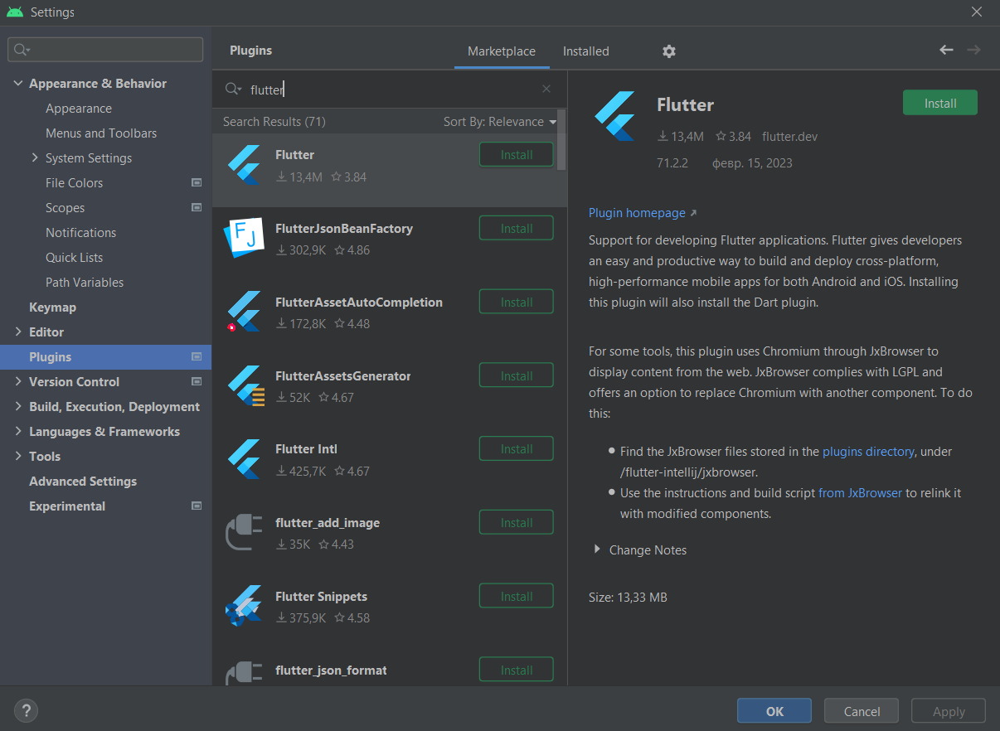 Settings
Appearance & Behavior
Appearance
Menus and Toolbars
System Settings
File Colors
Scopes
Notifications
Quick Lists
Path Variables
Keymap
Editor
Plugins
Version Control
Build, Execution, Deployment
Languages & Frameworks
Tools
Advanced Settings
Experimental
Plugins
Marketplace
Installed
flutter
Search Results (71)
Sort By: Relevance
Flutter
Install
13,4M 3.84
FlutterJsonBeanFactory
Install
302,9K 4.86
FlutterAssetAutoCompletion
Install
172,8K 4.48
FlutterAssetsGenerator
Install
52K 4.67
Flutter Intl
Install
425,7K 4.67
flutter_add_image
Install
35K 4.43
Flutter Snippets
Install
375,9K 4.58
flutter_json_format
Install
FJ
Flutter
Install
13,4M 3.84 flutter.dev
71.2.2 февр. 15, 2023
Plugin homepage
Support for developing Flutter applications. Flutter gives developers
an easy and productive way to build and deploy cross-platform,
high-performance mobile apps for both Android and iOS. Installing
this plugin will also install the Dart plugin.
For some tools, this plugin uses Chromium through JxBrowser to
display content from the web. JxBrowser complies with LGPL and
offers an option to replace Chromium with another component. To do
this:
Find the JxBrowser files stored in the plugins directory, under
/flutter-intellij/jxbrowser.
Use the instructions and build script from JxBrowser to relink it
with modified components.
Change Notes
Size: 13,33 MB
?
OK
Cancel
Apply